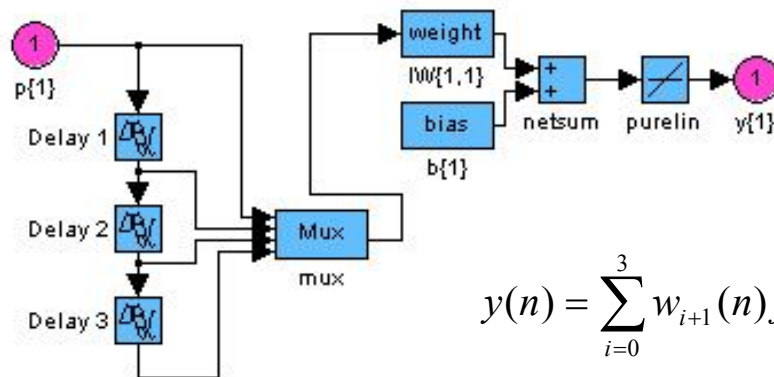 1
p{1}
Delay 1
Delay 2
Delay 3
Mux
mux
weight
IW{1,1}
bias
b{1}
+
+
netsum
purelin
1
y{1}
y(n) = \sum_{i=0}^{3} w_{i+1}(n)